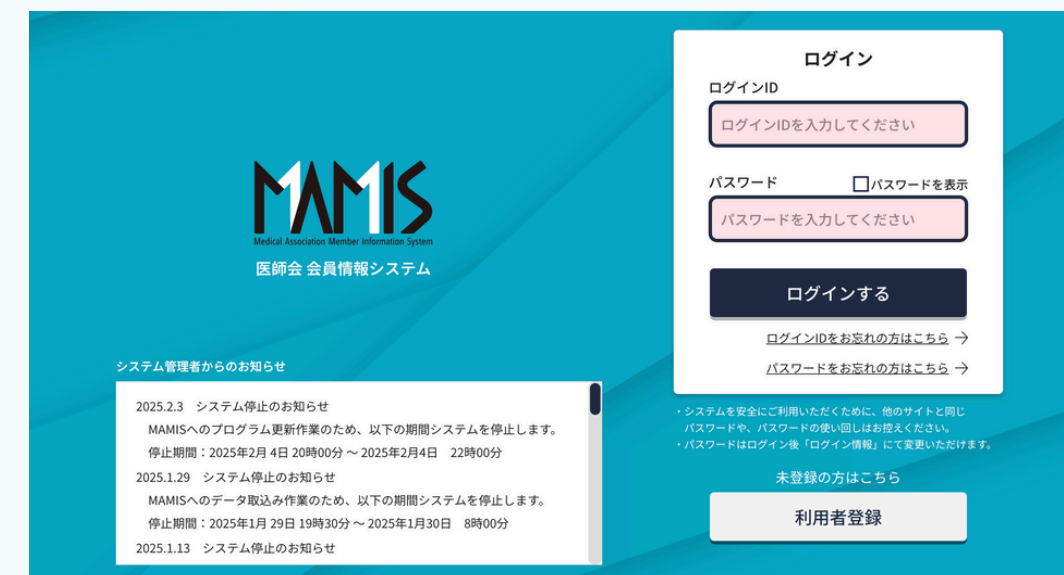 MAMIS
Medical Association Member Information System
医師会 会員情報システム
システム管理者からのお知らせ
2025.2.3　システム停止のお知らせ
MAMISへのプログラム更新作業のため、以下の期間システムを停止します。
停止期間：2025年2月 4日 20時00分 ～ 2025年2月4日　22時00分
2025.1.29　システム停止のお知らせ
MAMISへのデータ取込み作業のため、以下の期間システムを停止します。
停止期間：2025年1月 29日 19時30分 ～ 2025年1月30日　8時00分
2025.1.13　システム停止のお知らせ
ログイン
ログインID
ログインIDを入力してください
パスワード
パスワードを表示
パスワードを入力してください
ログインする
ログインIDをお忘れの方はこちら →
パスワードをお忘れの方はこちら →
・システムを安全にご利用いただくために、他のサイトと同じ
パスワードや、パスワードの使い回しはお控えください。
・パスワードはログイン後「ログイン情報」にて変更いただけます。
未登録の方はこちら
利用者登録